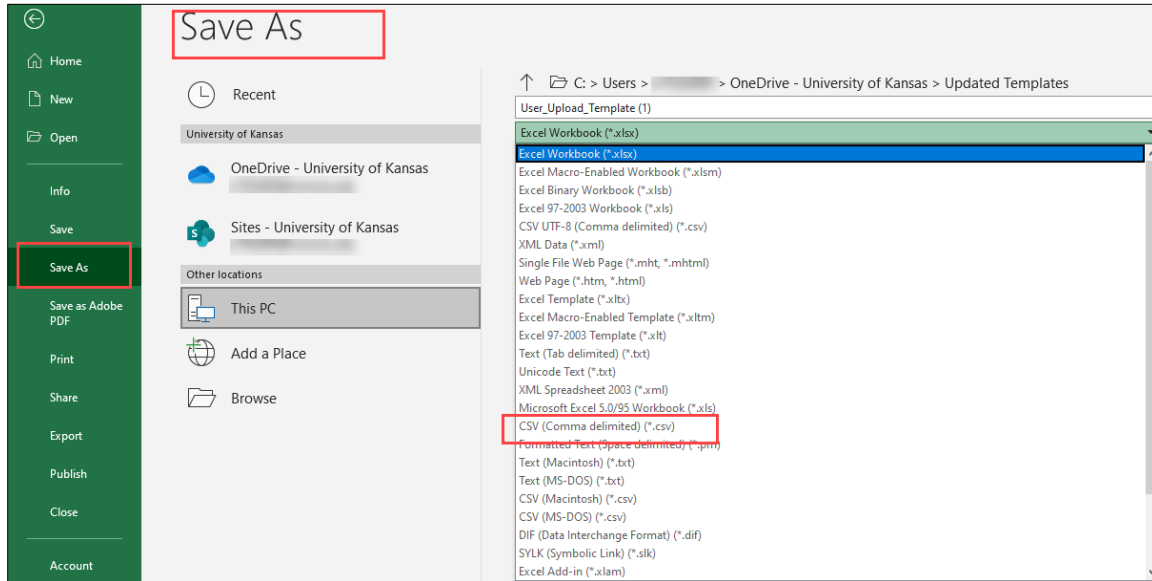 Save As
Home
New
Open
Info
Save
Save As
Save as Adobe
PDF
Print
Share
Export
Publish
Close
Account
Recent
University of Kansas
OneDrive - University of Kansas
Sites - University of Kansas
Other locations
This PC
Add a Place
Browse
C: > Users > > OneDrive - University of Kansas > Updated Templates
User_Upload_Template (1)
Excel Workbook (*.xlsx)
Excel Workbook (*.xlsx)
Excel Macro-Enabled Workbook (*.xlsm)
Excel Binary Workbook (*.xlsb)
Excel 97-2003 Workbook (*.xls)
CSV UTF-8 (Comma delimited) (*.csv)
XML Data (*.xml)
Single File Web Page (*.mht, *.mhtml)
Web Page (*.htm, *.html)
Excel Template (*.xltx)
Excel Macro-Enabled Template (*.xltm)
Excel 97-2003 Template (*.xlt)
Text (Tab delimited) (*.txt)
Unicode Text (*.txt)
XML Spreadsheet 2003 (*.xml)
Microsoft Excel 5.0/95 Workbook (*.xls)
CSV (Comma delimited) (*.csv)
Formatted Text (Space delimited) (*.prn)
Text (Macintosh) (*.txt)
Text (MS-DOS) (*.txt)
CSV (Macintosh) (*.csv)
CSV (MS-DOS) (*.csv)
DIF (Data Interchange Format) (*.dif)
SYLK (Symbolic Link) (*.slk)
Excel Add-in (*.xlam)